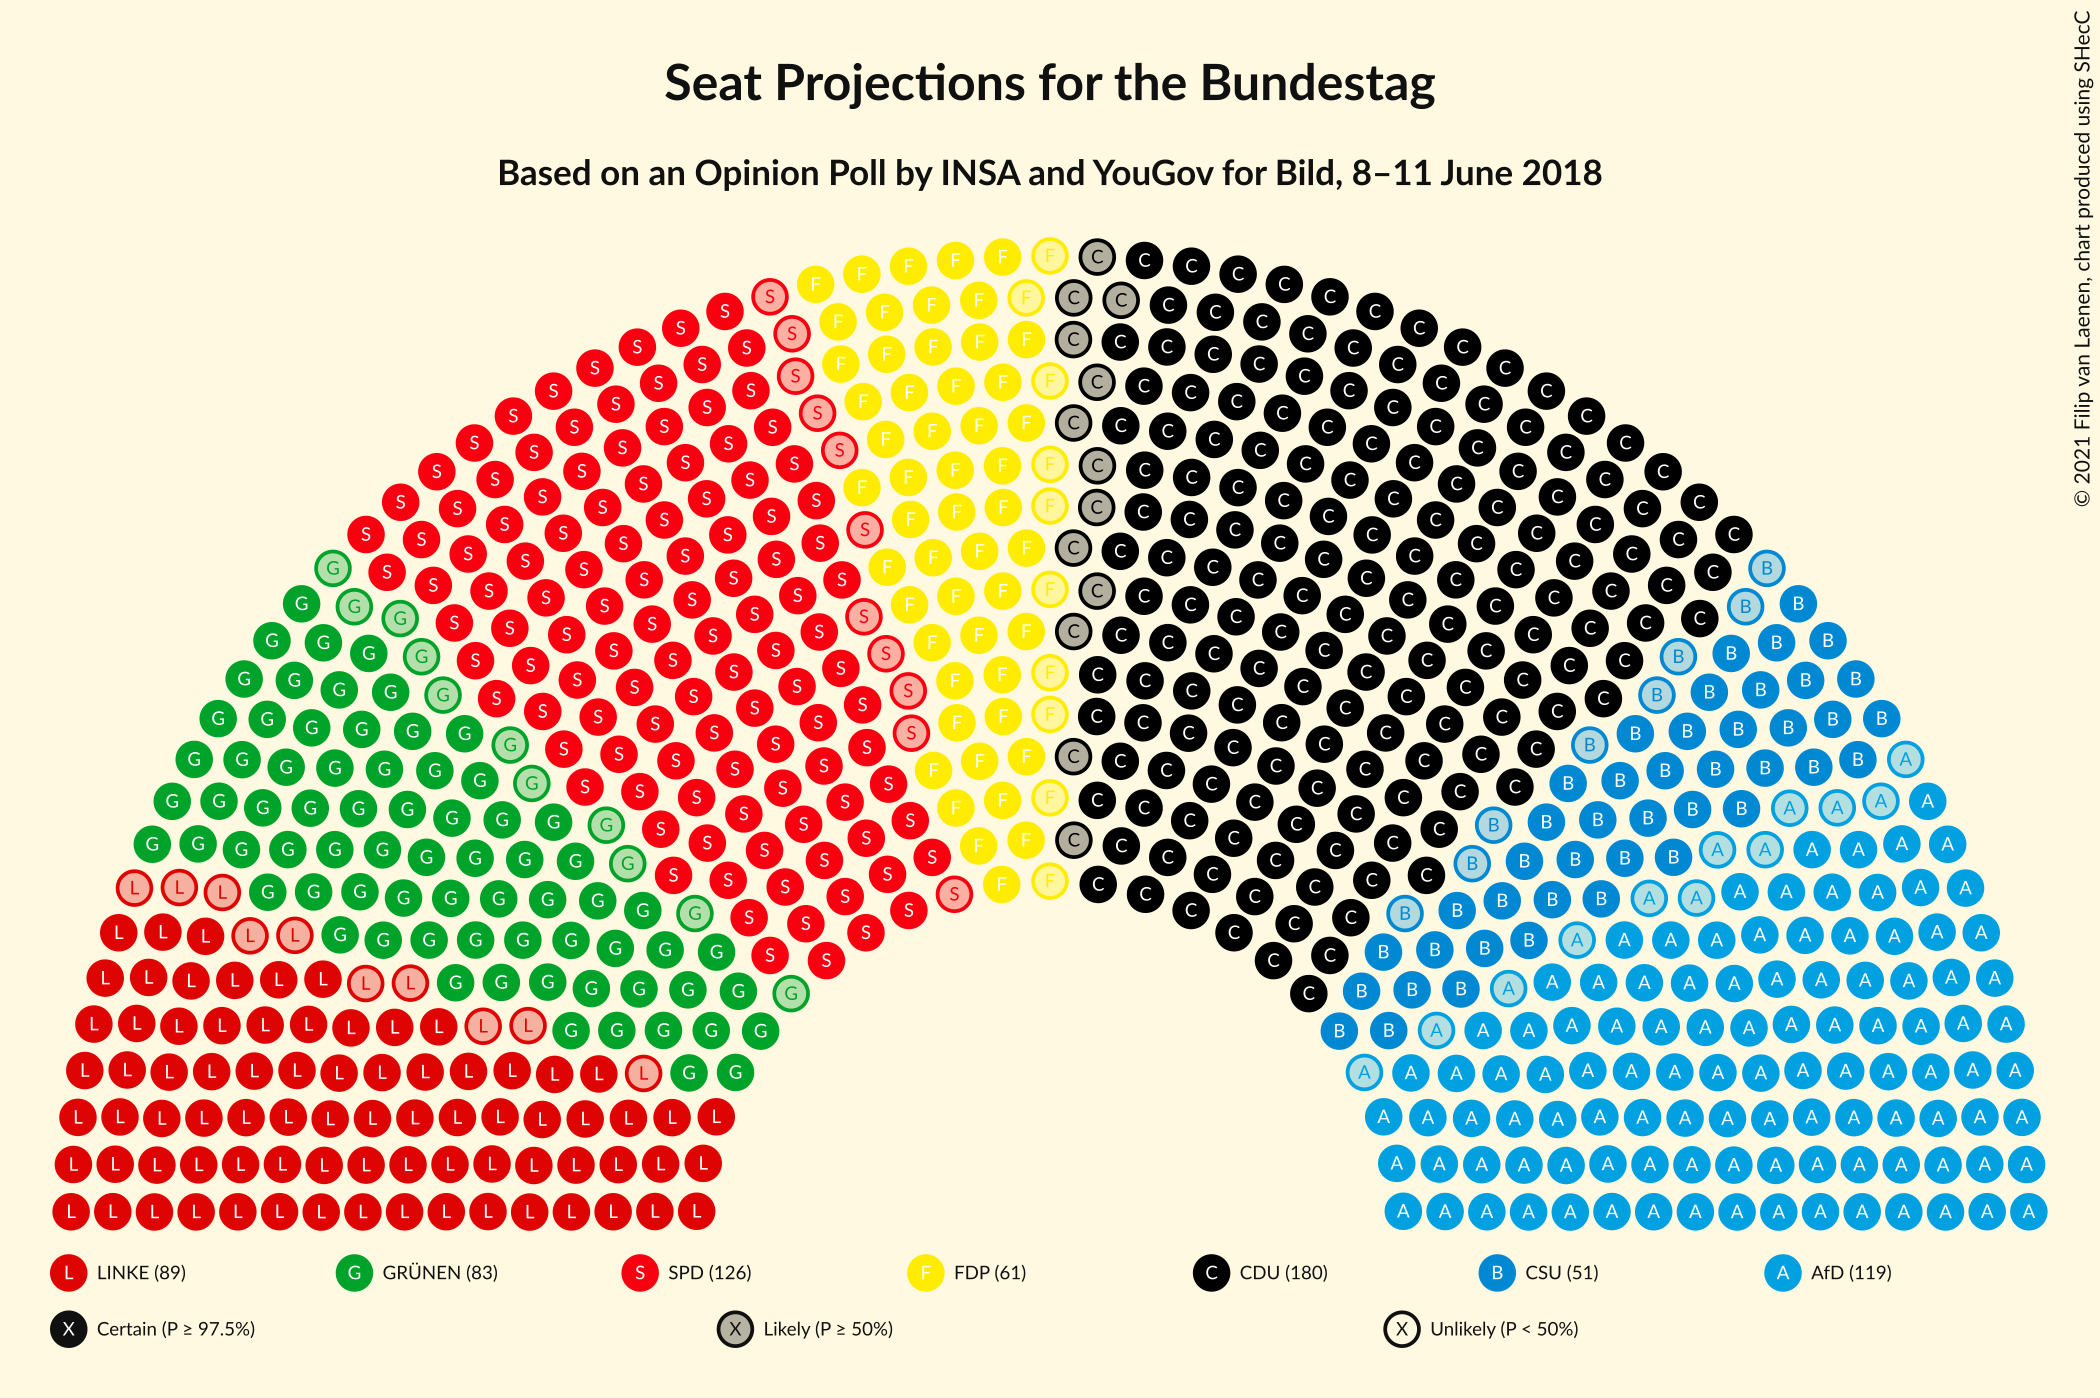 Seat Projections for the Bundestag
Based on an Opinion Poll by INSA and YouGov for Bild, 8–11 June 2018
© 2021 Filip van Laenen, chart produced using SHecC
L LINKE (89) G GRÜNEN (83) S SPD (126) F FDP (61) C CDU (180) B CSU (51) A AfD (119)
X Certain (P ≥ 97.5%) X Likely (P ≥ 50%) X Unlikely (P < 50%)